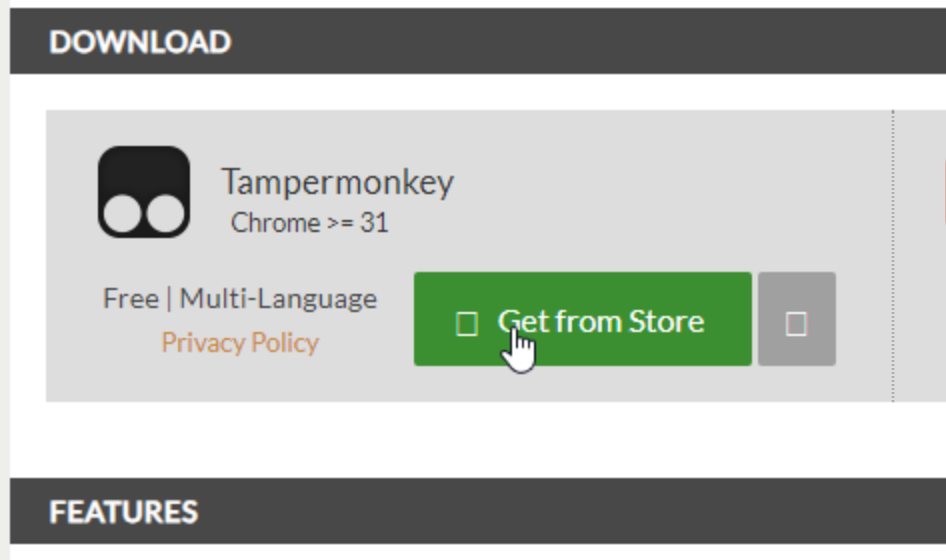 DOWNLOAD
Tampermonkey
Chrome >= 31
Free | Multi-Language
Get from Store
Privacy Policy
FEATURES